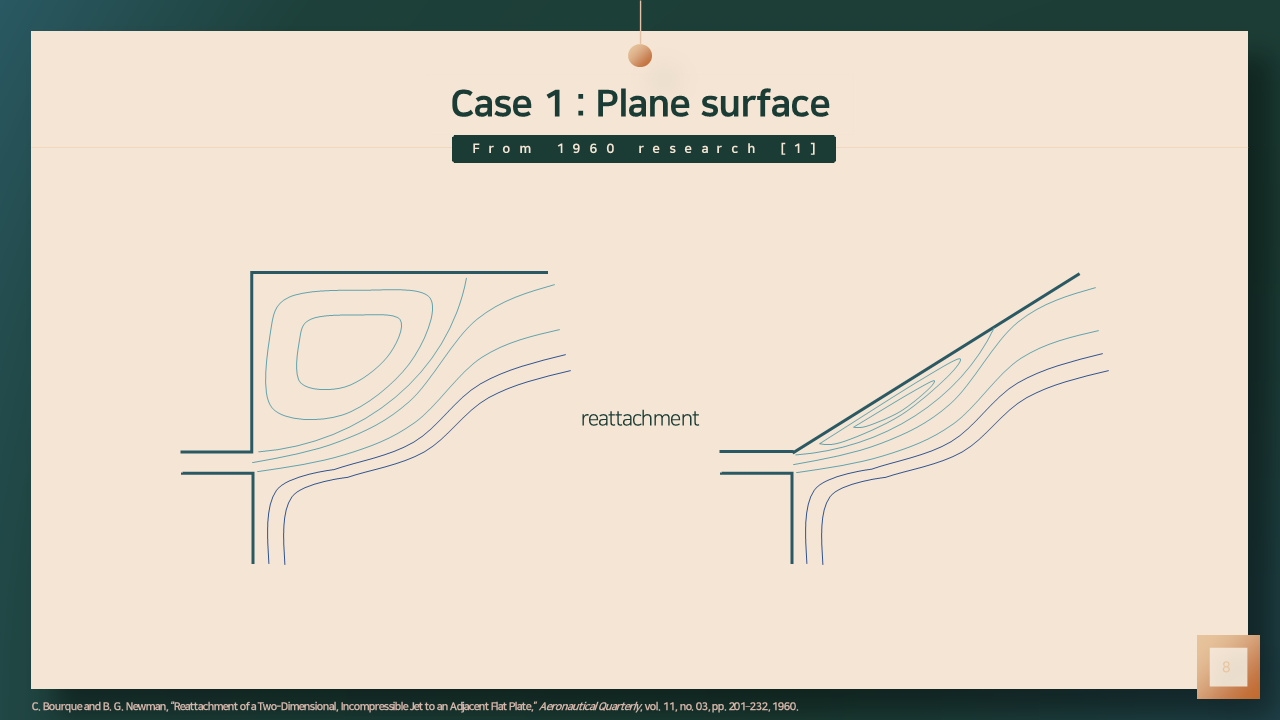 Case 1 : Plane surface
From 1960 research [1]
reattachment
8
C. Bourque and B. G. Newman, “Reattachment of a Two-Dimensional, Incompressible Jet to an Adjacent Flat Plate,” Aeronautical Quarterly, vol. 11, no. 03, pp. 201–232, 1960.